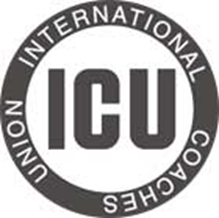 INTERNATIONAL
COACHES
UNION
ICU